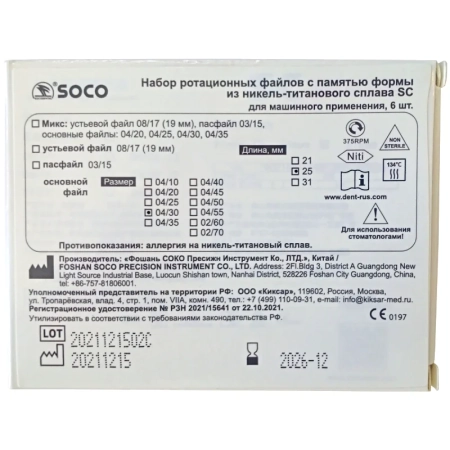 SOCO
Набор ротационных файлов с памятью формы
из никель-титанового сплава SC
для машинного применения, 6 шт.
Микс: устьевой файл 08/17 (19 мм), пасфайл 03/15,
основные файлы: 04/20, 04/25, 04/30, 04/35
устьевой файл 08/17 (19 мм)
пасфайл 03/15
Длина, мм
21
25
31
основной файл
Размер
04/10 04/40
04/20 04/45
04/25 04/50
04/30 04/55
04/35 02/60
02/70
375RPM
NON STERILE
Niti
134°C
www.dent-rus.com
Для использования
стоматологами!
Противопоказания: аллергия на никель-титановый сплав.
Производитель: «Фошань СОКО Пресижн Инструмент Ко., ЛТД.», Китай /
FOSHAN SOCO PRECISION INSTRUMENT CO., LTD. Address: 2Fl.Bldg 3, District A Guangdong New
Light Source Industrial Base, Luocun Nanhai District, 528226 Foshan City, Guangdong, China
tel: +86-757-81806001.
Уполномоченный представитель на территории РФ: ООО «Киксар», 119602, Россия, Москва,
ул. Тропарёвская, влад. 4, стр. 1, пом. VIIA, комн. 490, тел. +7 (499) 110-09-31, e-mail: info@kiksar-med.ru.
Регистрационное удостоверение № РЗН 2021/15641 от 22.10.2021.
CE 0197
LOT 2021121502C
20211215
2026-12